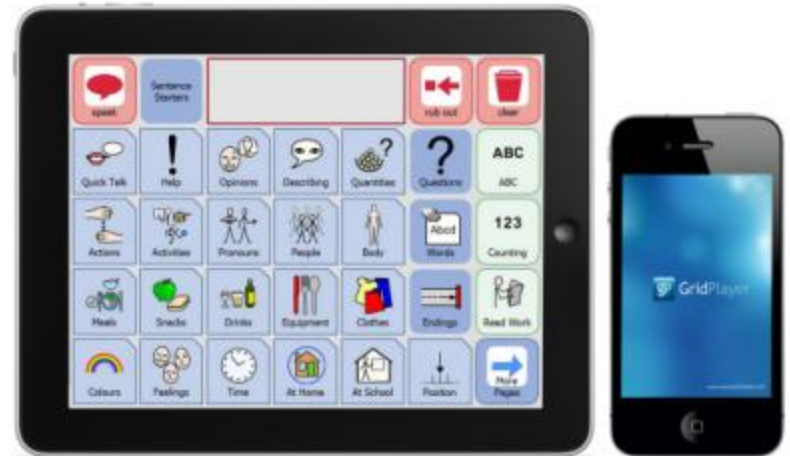 speak
Sentence
Starters
rub out
clear
Quick Talk
Help
Opinions
Describing
Quantities
Questions
ABC
ABC
Actions
Activities
Pronouns
People
Body
Abcd
Words
123
Counting
Meals
Snacks
Drinks
Equipment
Clothes
Endings
Read Work
Colours
Feelings
Time
At Home
At School
Position
More
Pages
GridPlayer